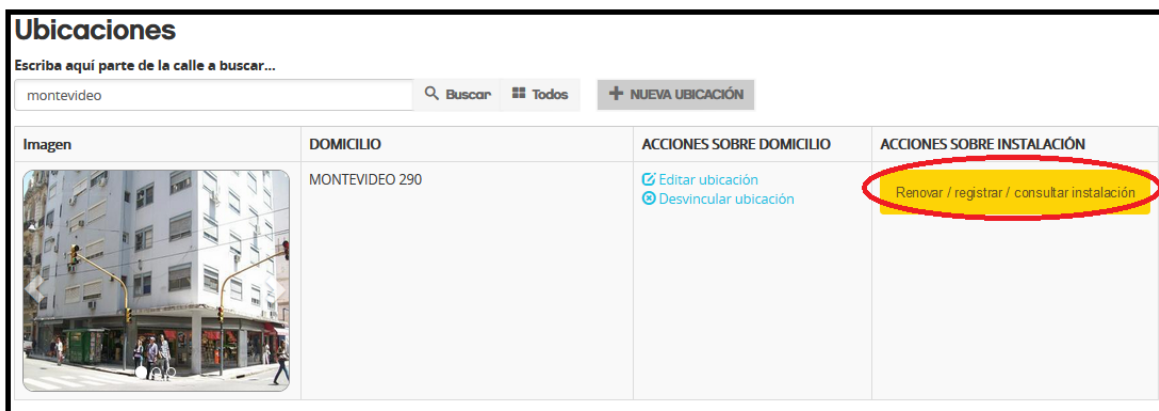 Ubicaciones
Escriba aquí parte de la calle a buscar...
montevideo Buscar Todos NUEVA UBICACIÓN
Imagen DOMICILIO ACCIONES SOBRE DOMICILIO ACCIONES SOBRE INSTALACIÓN
MONTEVIDEO 290 Editar ubicación Renovar / registrar / consultar instalación
Desvincular ubicación